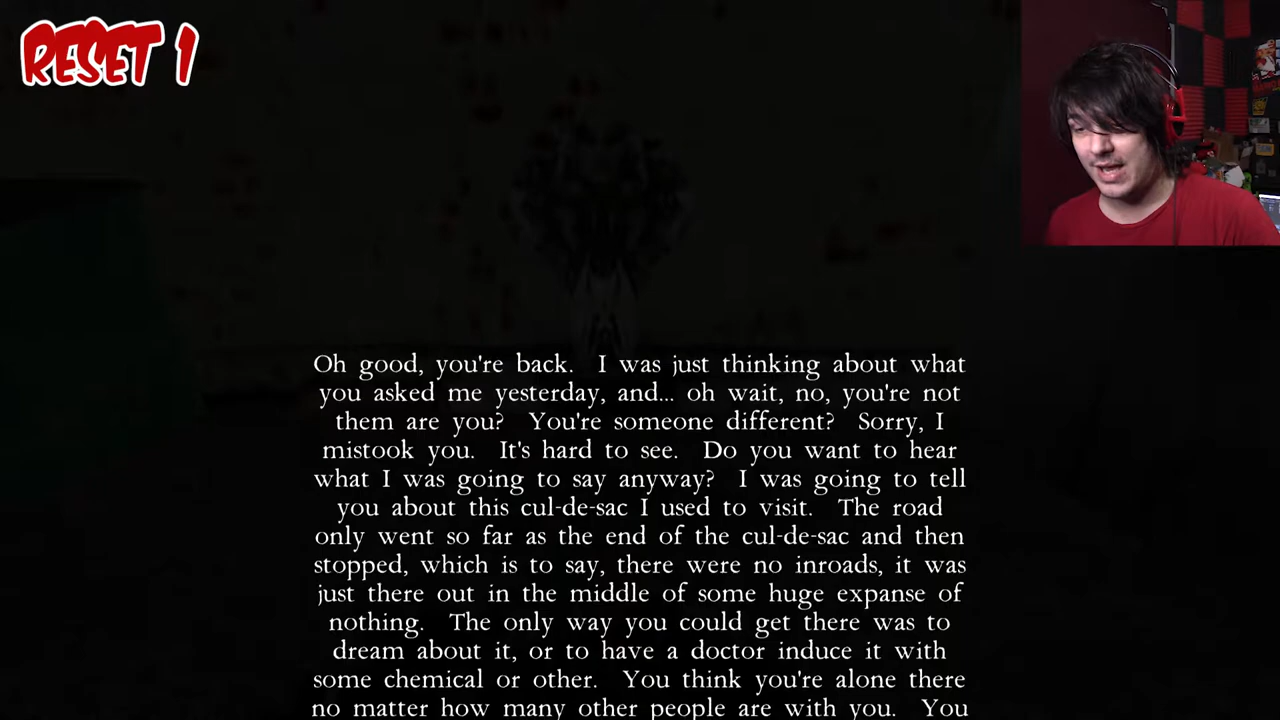 RESET 1
Oh good, you're back.  I was just thinking about what
you asked me yesterday, and... oh wait, no, you're not
them are you?  You're someone different?  Sorry, I
mistook you.  It's hard to see.  Do you want to hear
what I was going to say anyway?  I was going to tell
you about this cul-de-sac I used to visit.  The road
only went so far as the end of the cul-de-sac and then
stopped, which is to say, there were no inroads, it was
just there out in the middle of some huge expanse of
nothing.  The only way you could get there was to
dream about it, or to have a doctor induce it with
some chemical or other.  You think you're alone there
no matter how many other people are with you.  You